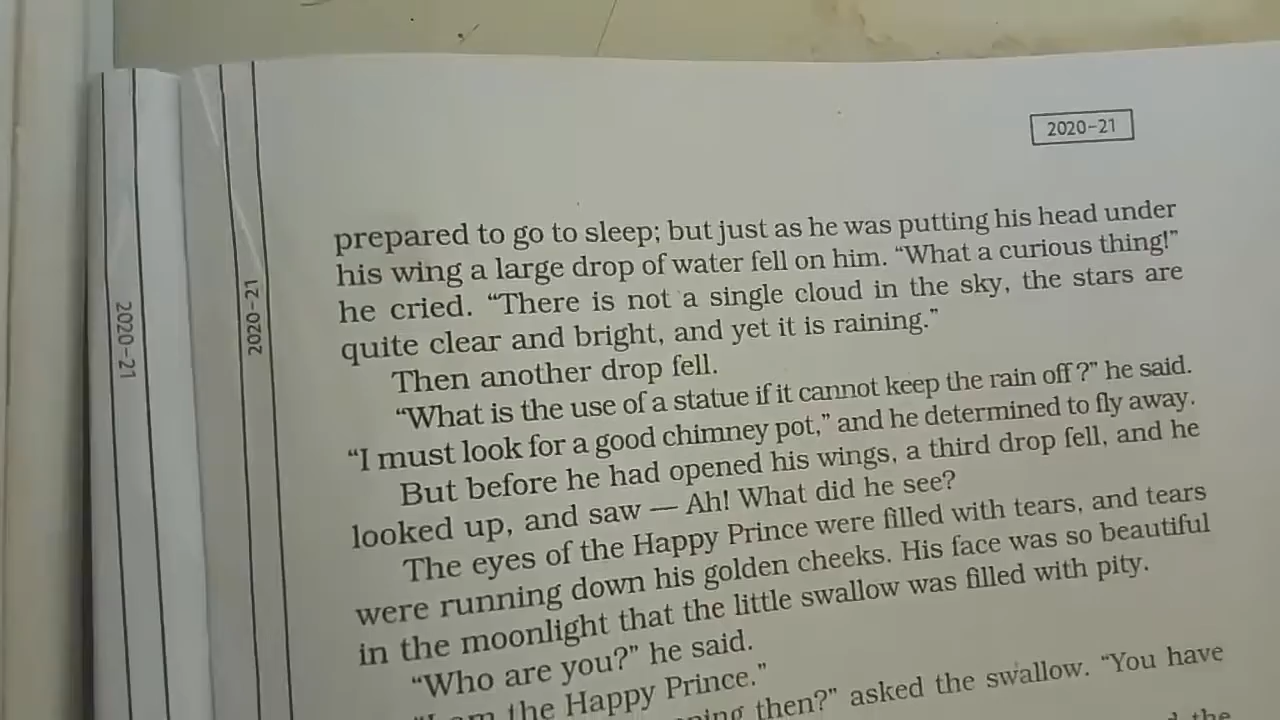 2020-21
2020-21
2020-21
prepared to go to sleep; but just as he was putting his head under
his wing a large drop of water fell on him. “What a curious thing!”
he cried. “There is not a single cloud in the sky, the stars are
quite clear and bright, and yet it is raining.”
Then another drop fell.
“What is the use of a statue if it cannot keep the rain off?” he said.
“I must look for a good chimney pot,” and he determined to fly away.
But before he had opened his wings, a third drop fell, and he
looked up, and saw — Ah! What did he see?
The eyes of the Happy Prince were filled with tears, and tears
were running down his golden cheeks. His face was so beautiful
in the moonlight that the little swallow was filled with pity.
“Who are you?” he said.
the Happy Prince.”
then?” asked the swallow. “You have
the